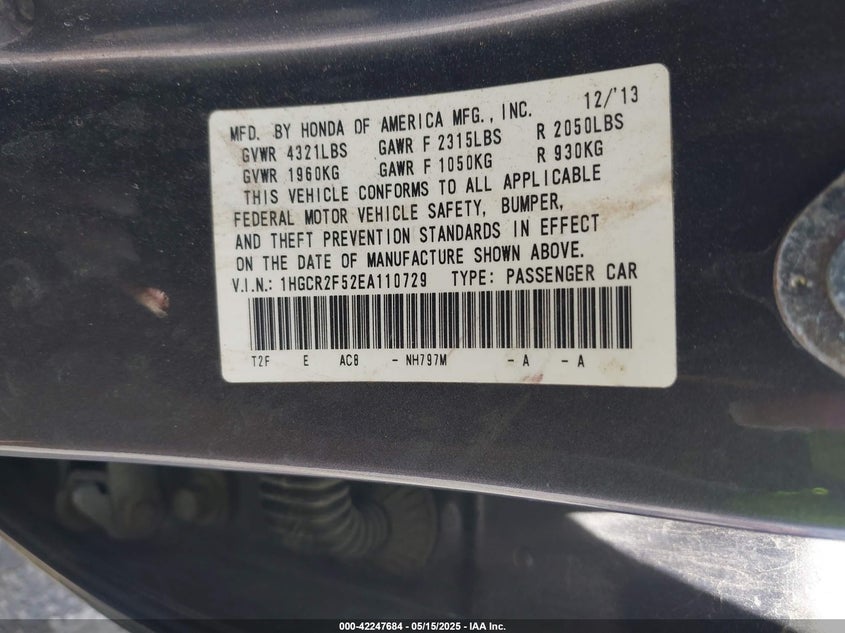 MFD. BY HONDA OF AMERICA MFG., INC. 12/'13
GVWR 4321LBS GAWR F 2315LBS R 2050LBS
GVWR 1960KG GAWR F 1050KG R 930KG
THIS VEHICLE CONFORMS TO ALL APPLICABLE
FEDERAL MOTOR VEHICLE SAFETY, BUMPER,
AND THEFT PREVENTION STANDARDS IN EFFECT
ON THE DATE OF MANUFACTURE SHOWN ABOVE.
V.I.N.: 1HGCR2F52EA110729 TYPE: PASSENGER CAR
T2F E AC8 - NH797M - A - A
000-42247684 - 05/15/2025 - IAA Inc.